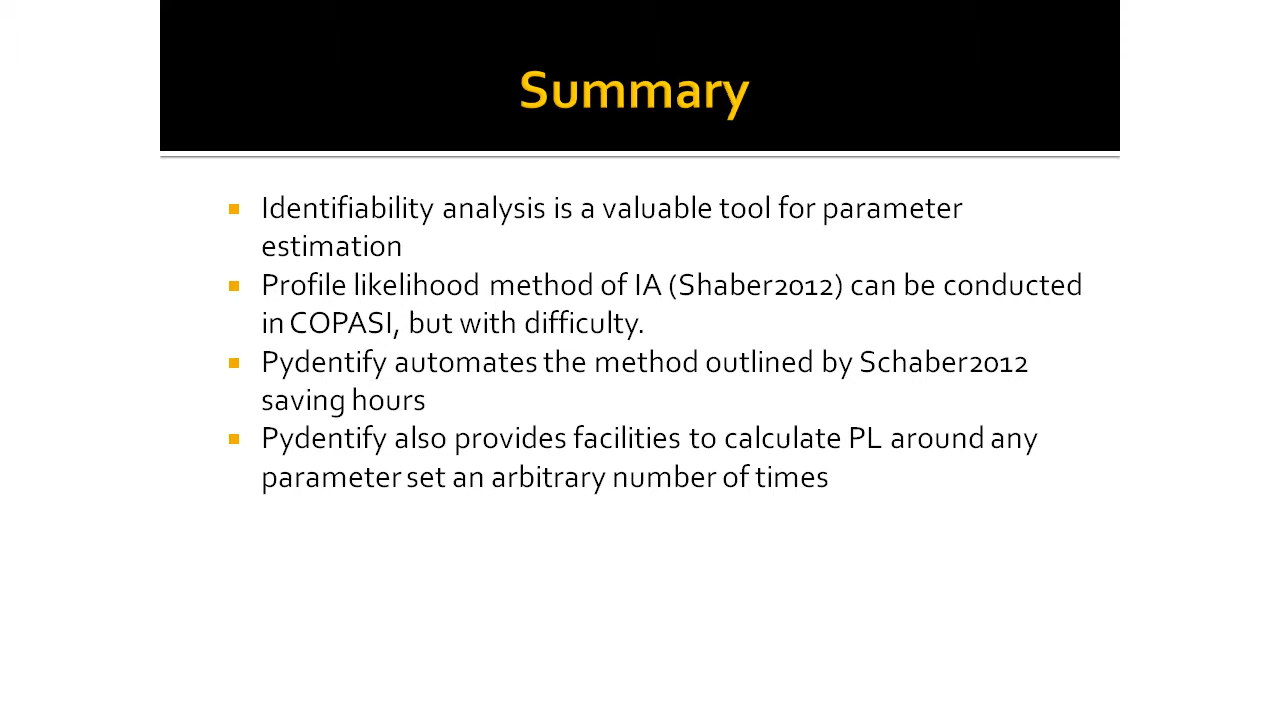 Summary
Identifiability analysis is a valuable tool for parameter
estimation
Profile likelihood method of IA (Shaber2012) can be conducted
in COPASI, but with difficulty.
Pydentify automates the method outlined by Schaber2012
saving hours
Pydentify also provides facilities to calculate PL around any
parameter set an arbitrary number of times